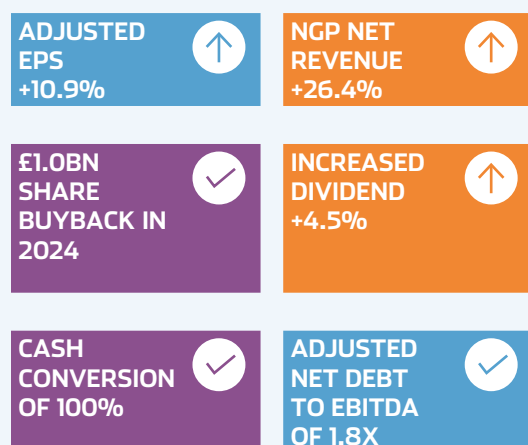 ADJUSTED
EPS
+10.9%
NGP NET
REVENUE
+26.4%
£1.0BN
SHARE
BUYBACK IN
2024
INCREASED
DIVIDEND
+4.5%
CASH
CONVERSION
OF 100%
ADJUSTED
NET DEBT
TO EBITDA
OF 1.8X